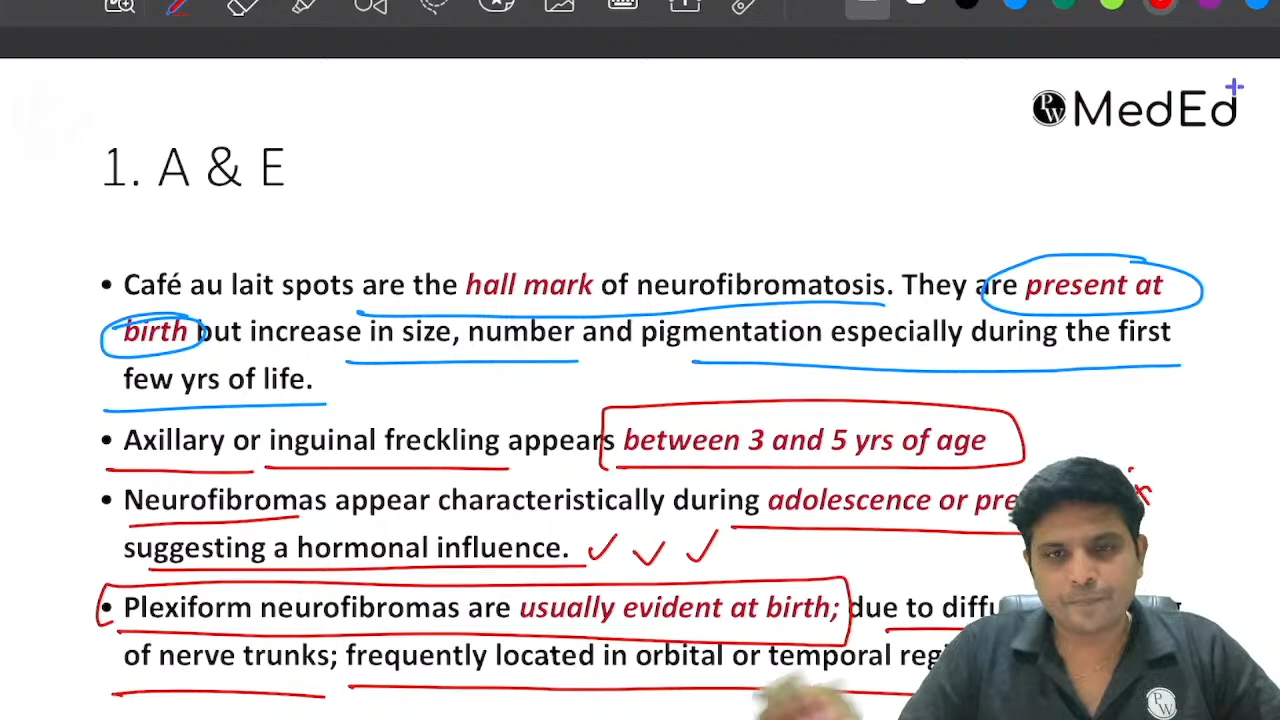 PW MedEd
1. A & E
• Café au lait spots are the hall mark of neurofibromatosis. They are present at
birth but increase in size, number and pigmentation especially during the first
few yrs of life.
• Axillary or inguinal freckling appears between 3 and 5 yrs of age
• Neurofibromas appear characteristically during adolescence or
suggesting a hormonal influence.
• Plexiform neurofibromas are usually evident at birth; due to
of nerve trunks; frequently located in orbital or temporal
PW